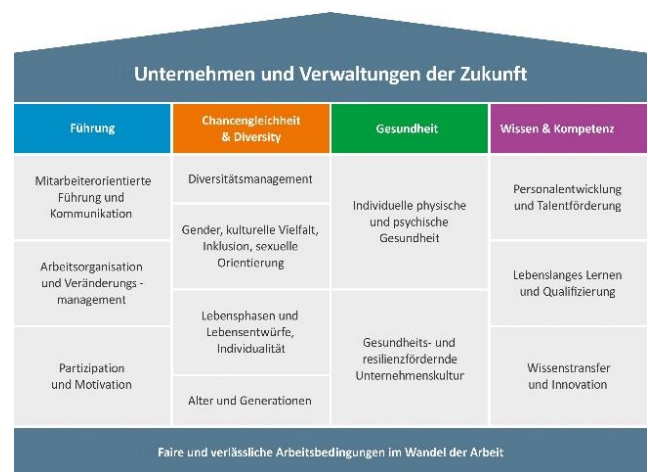 Unternehmen und Verwaltungen der Zukunft
Führung
Chancengleichheit
& Diversity
Gesundheit
Wissen & Kompetenz
Mitarbeiterorientierte
Führung und
Kommunikation
Arbeitsorganisation
und Veränderungs -
management
Partizipation
und Motivation
Diversitätsmanagement
Gender, kulturelle Vielfalt,
Inklusion, sexuelle
Orientierung
Lebensphasen und
Lebensentwürfe,
Individualität
Alter und Generationen
Individuelle physische
und psychische
Gesundheit
Gesundheits- und
resilienzfördernde
Unternehmenskultur
Personalentwicklung
und Talentförderung
Lebenslanges Lernen
und Qualifizierung
Wissenstransfer
und Innovation
Faire und verlässliche Arbeitsbedingungen im Wandel der Arbeit